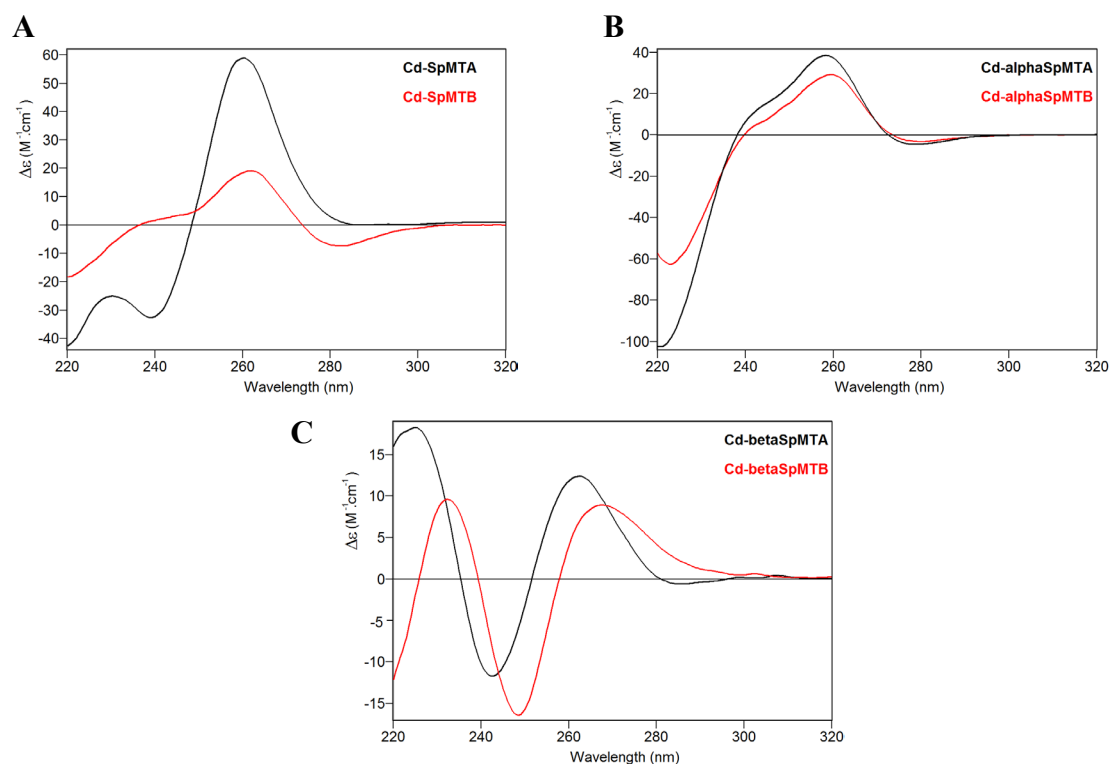 A
Cd-SpMTA
Cd-SpMTB
Δε (M⁻¹.cm⁻¹)
60
50
40
30
20
10
0
-10
-20
-30
-40
220 240 260 280 300 320
Wavelength (nm)
B
Cd-alphaSpMTA
Cd-alphaSpMTB
Δε (M⁻¹.cm⁻¹)
40
20
0
-20
-40
-60
-80
-100
220 240 260 280 300 320
Wavelength (nm)
C
Cd-betaSpMTA
Cd-betaSpMTB
Δε (M⁻¹.cm⁻¹)
15
10
5
0
-5
-10
-15
220 240 260 280 300 320
Wavelength (nm)